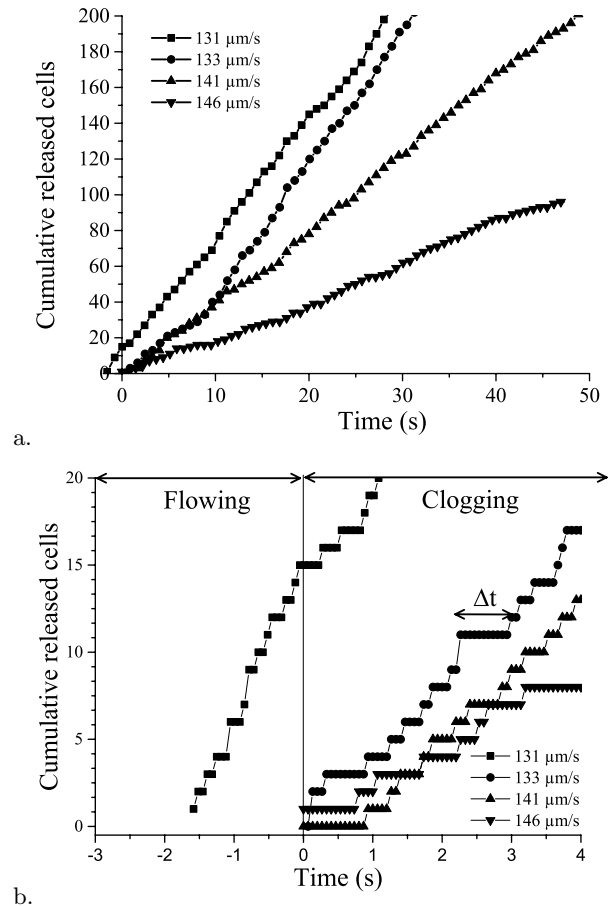 200
180
160
140
120
100
80
60
40
20
0
Cumulative released cells
131 µm/s
133 µm/s
141 µm/s
146 µm/s
0 10 20 30 40 50
Time (s)
a.
20
15
10
5
0
Cumulative released cells
Flowing
Clogging
Δt
131 µm/s
133 µm/s
141 µm/s
146 µm/s
-3 -2 -1 0 1 2 3 4
Time (s)
b.